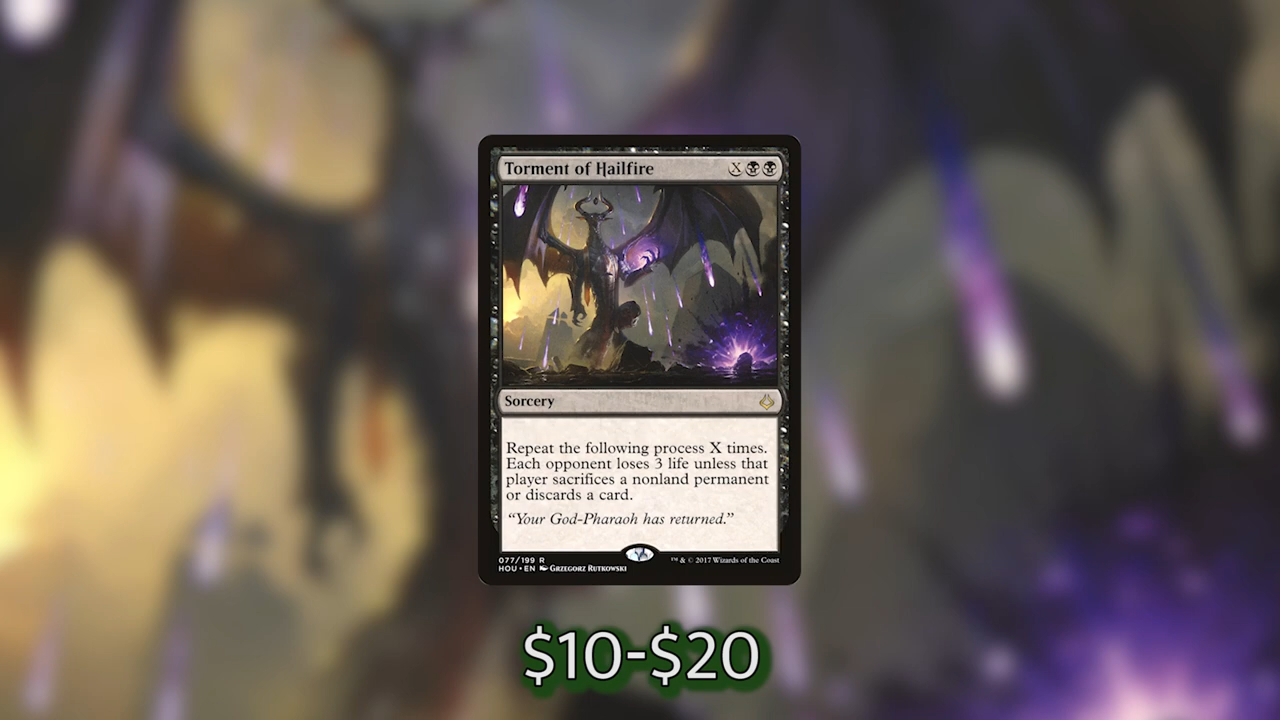 Torment of Hailfire X
Sorcery
Repeat the following process X times.
Each opponent loses 3 life unless that
player sacrifices a nonland permanent
or discards a card.
“Your God-Pharaoh has returned.”
077/199 R
HOU • EN Grzegorz Rutkowski
™ & © 2017 Wizards of the Coast
$10-$20